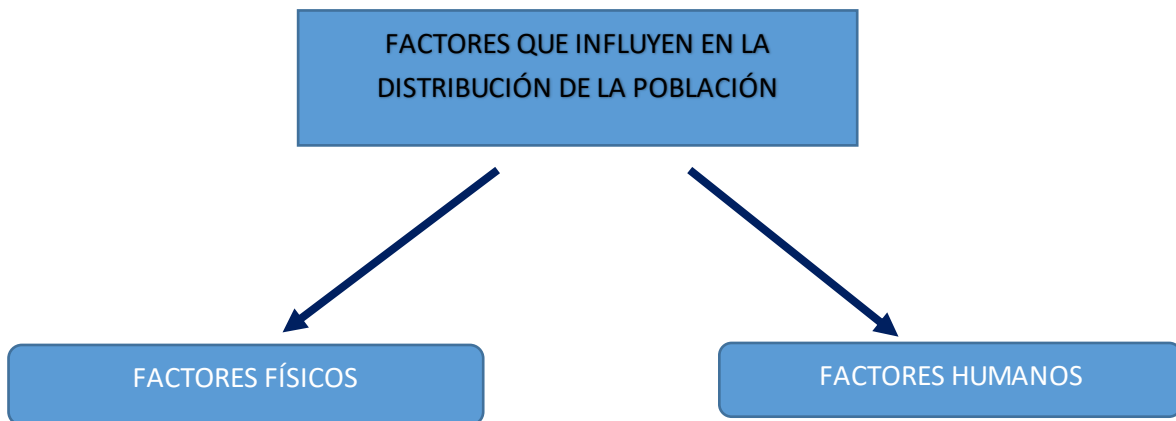 FACTORES QUE INFLUYEN EN LA
DISTRIBUCIÓN DE LA POBLACIÓN
FACTORES FÍSICOS
FACTORES HUMANOS